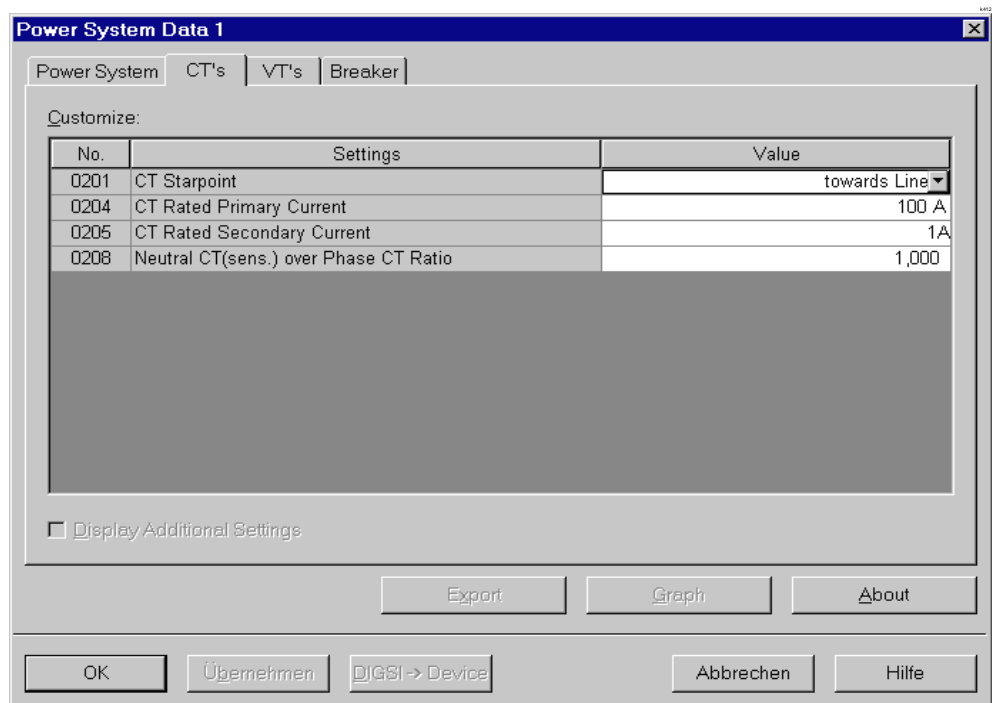 Power System Data 1
Power System CT's VT's Breaker
Customize:
No. Settings Value
0201 CT Starpoint towards Line
0204 CT Rated Primary Current 100 A
0205 CT Rated Secondary Current 1A
0208 Neutral CT(sens.) over Phase CT Ratio 1,000
Display Additional Settings
Export Graph About
OK Übernehmen DIGSI -> Device Abbrechen Hilfe